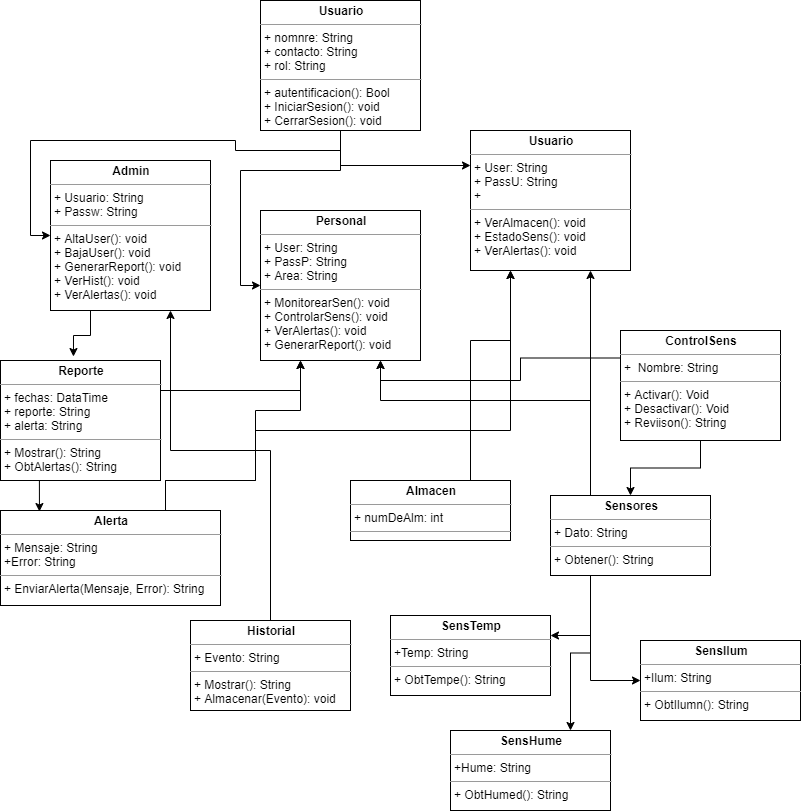 Usuario
+ nomnre: String
+ contacto: String
+ rol: String
+ autentificacion(): Bool
+ IniciarSesion(): void
+ CerrarSesion(): void
Usuario
+ User: String
+ PassU: String
+
+ VerAlmacen(): void
+ EstadoSens(): void
+ VerAlertas(): void
Admin
+ Usuario: String
+ Passw: String
+ AltaUser(): void
+ BajaUser(): void
+ GenerarReport(): void
+ VerHist(): void
+ VerAlertas(): void
Personal
+ User: String
+ PassP: String
+ Area: String
+ MonitorearSen(): void
+ ControlarSens(): void
+ VerAlertas(): void
+ GenerarReport(): void
ControlSens
+ Nombre: String
+ Activar(): Void
+ Desactivar(): Void
+ Reviison(): String
Reporte
+ fechas: DataTime
+ reporte: String
+ alerta: String
+ Mostrar(): String
+ ObtAlertas(): String
Almacen
+ numDeAlm: int
Sensores
+ Dato: String
+ Obtener(): String
Alerta
+ Mensaje: String
+Error: String
+ EnviarAlerta(Mensaje, Error): String
Historial
+ Evento: String
+ Mostrar(): String
+ Almacenar(Evento): void
SensTemp
+Temp: String
+ ObtTempe(): String
SensIlum
+Ilum: String
+ ObtIlumn(): String
SensHume
+Hume: String
+ ObtHumed(): String